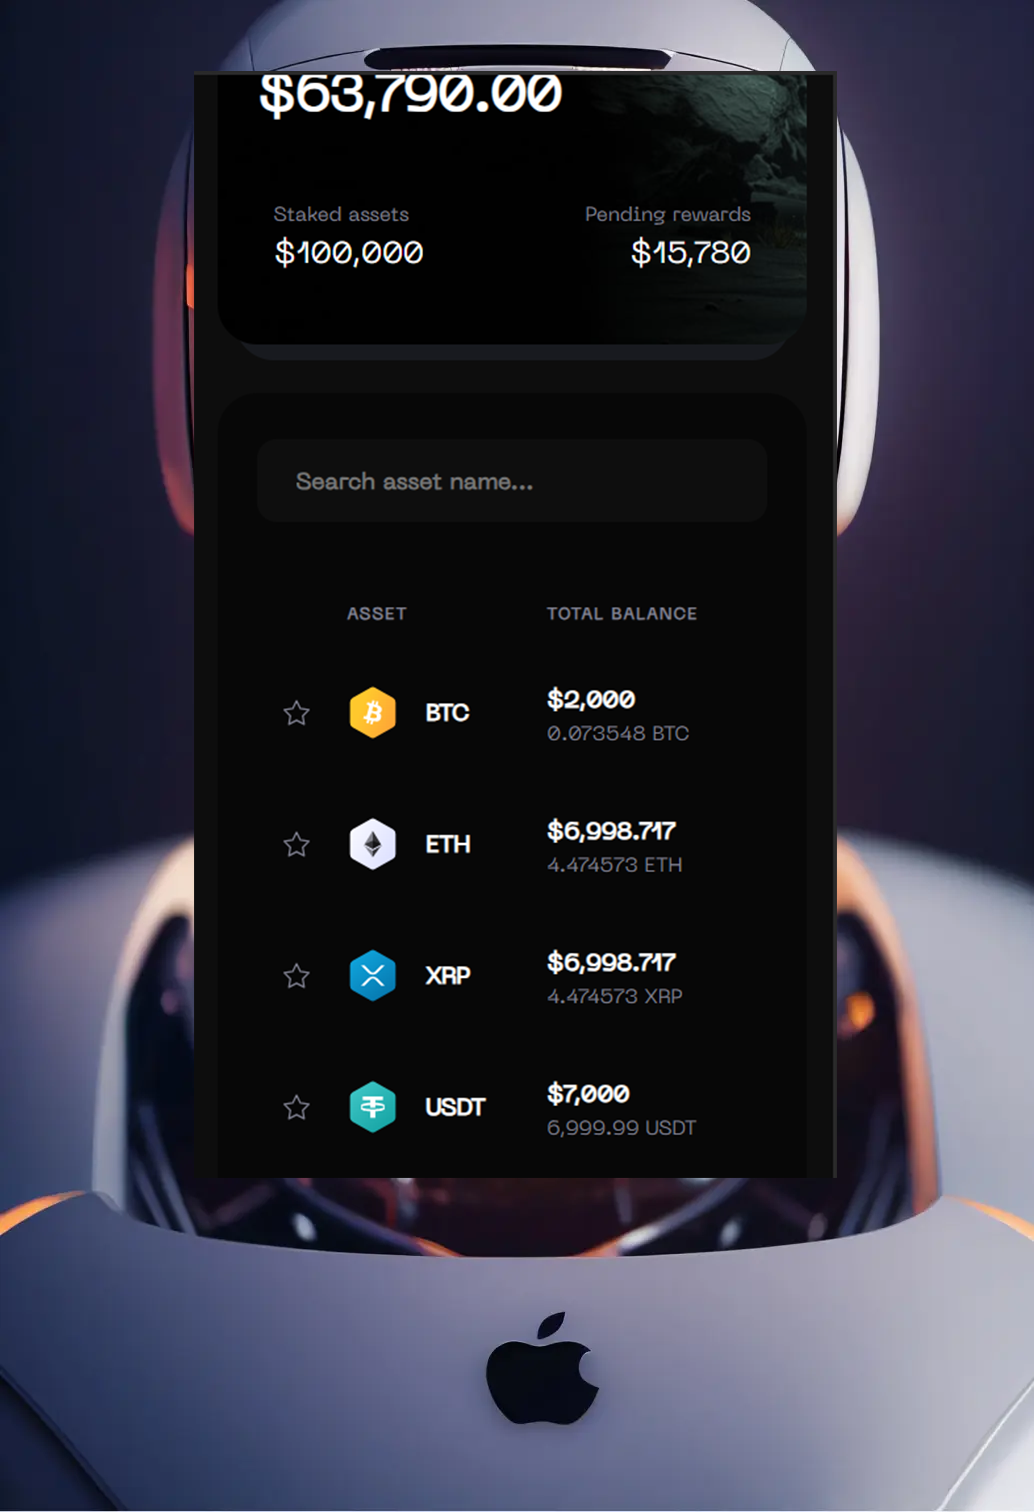 $63,790.00
Staked assets Pending rewards
$100,000 $15,780
Search asset name...
ASSET TOTAL BALANCE
BTC $2,000
0.073548 BTC
ETH $6,998.717
4.474573 ETH
XRP $6,998.717
4.474573 XRP
USDT $7,000
6,999.99 USDT